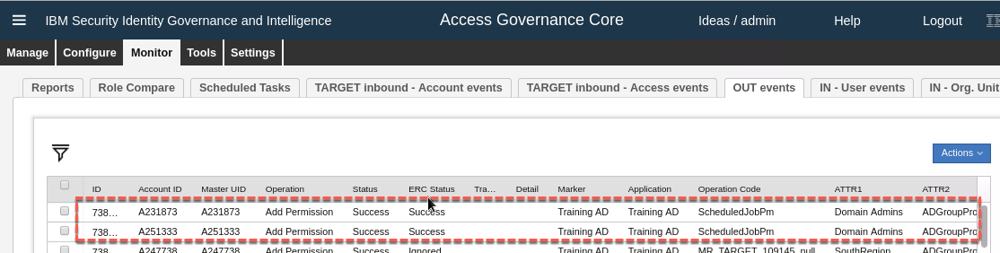 IBM Security Identity Governance and Intelligence Access Governance Core Ideas / admin Help Logout
Manage Configure Monitor Tools Settings
Reports Role Compare Scheduled Tasks TARGET inbound - Account events TARGET inbound - Access events OUT events IN - User events IN - Org. Unit
Actions
ID Account ID Master UID Operation Status ERC Status Tra... Detail Marker Application Operation Code ATTR1 ATTR2
738... A231873 A231873 Add Permission Success Success Training AD Training AD ScheduledJobPm Domain Admins ADGroupPro
738... A251333 A251333 Add Permission Success Success Training AD Training AD ScheduledJobPm Domain Admins ADGroupPro
738... A247738 A247738 Add Permission Success Ignored Training AD Training AD MR_TARGET_109145_null SouthRegion ADGroupPro